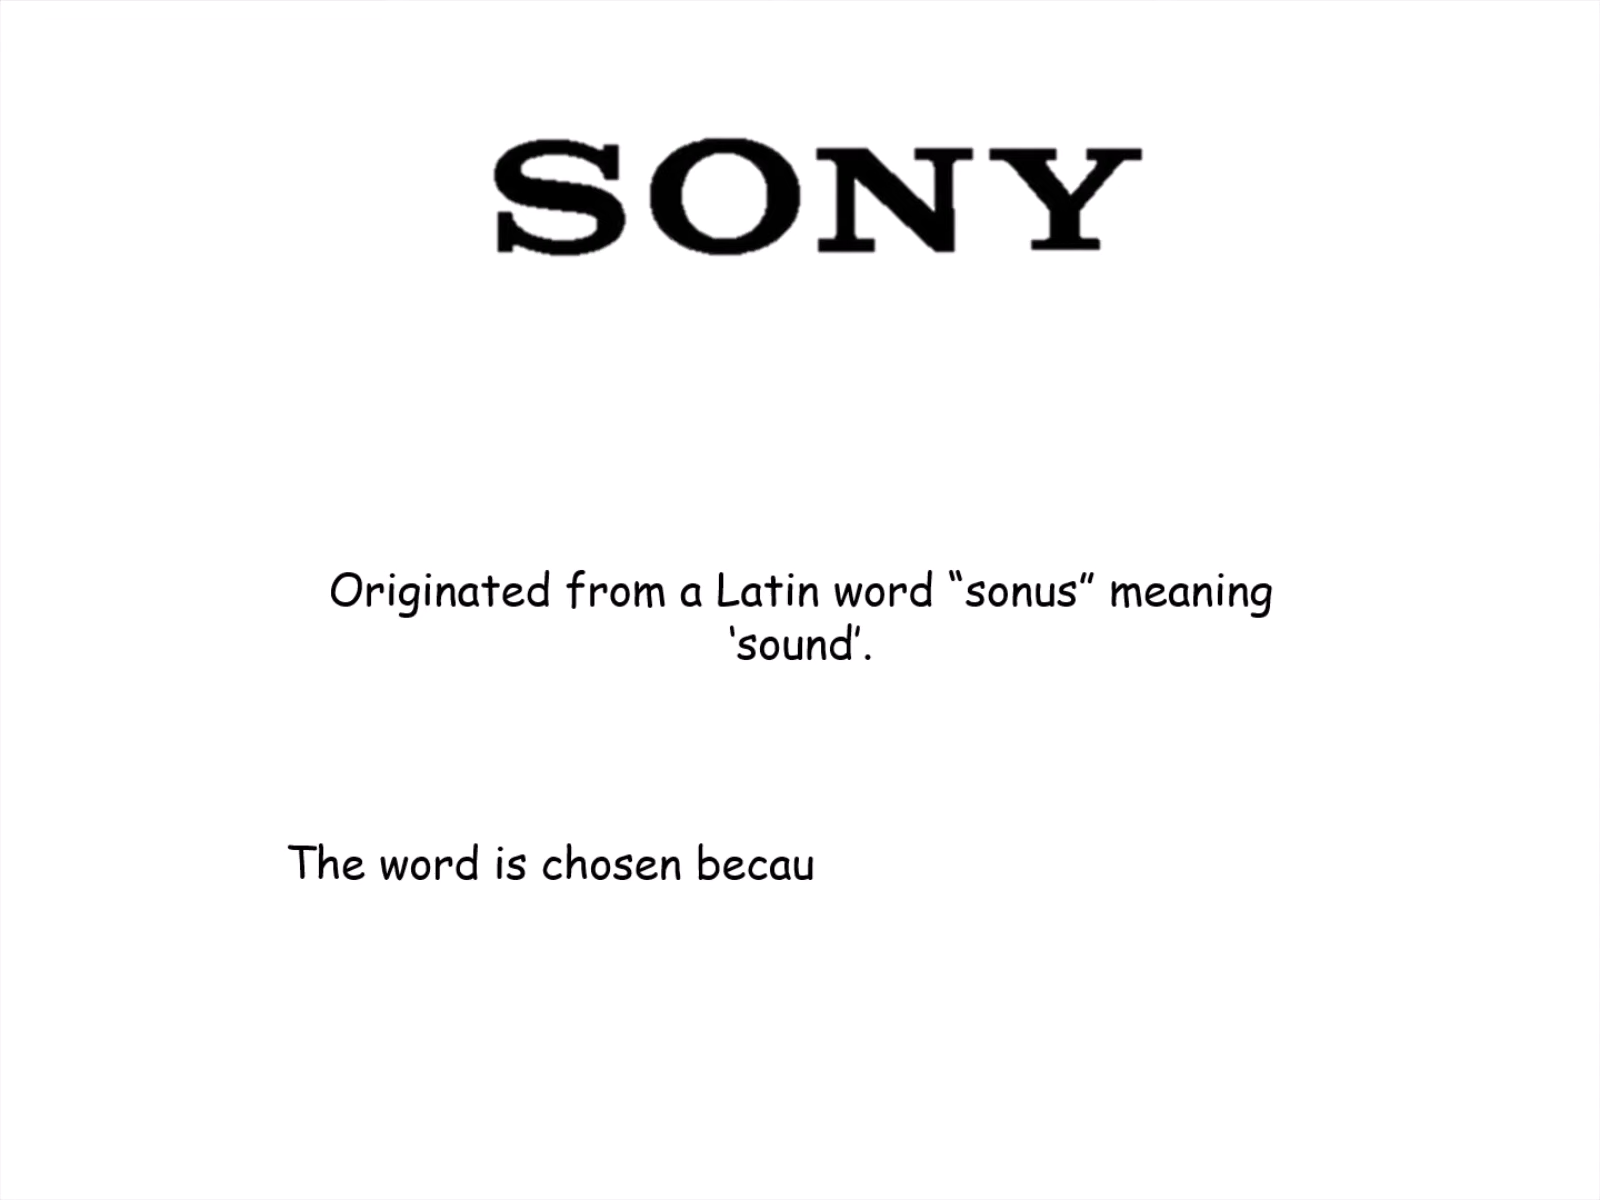 SONY
Originated from a Latin word “sonus” meaning
‘sound’.
The word is chosen becau